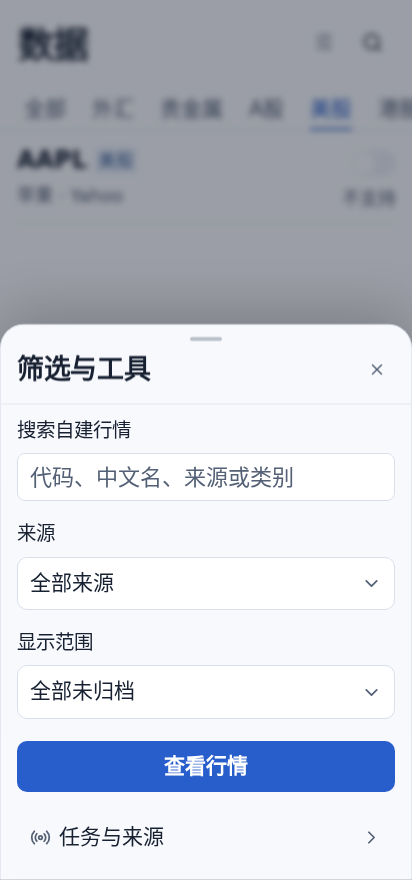 数据
全部 外汇 贵金属 A股 美股 港股
AAPL 美股
苹果 · Yahoo
不支持
筛选与工具
搜索自建行情
代码、中文名、来源或类别
来源
全部来源
显示范围
全部未归档
查看行情
任务与来源